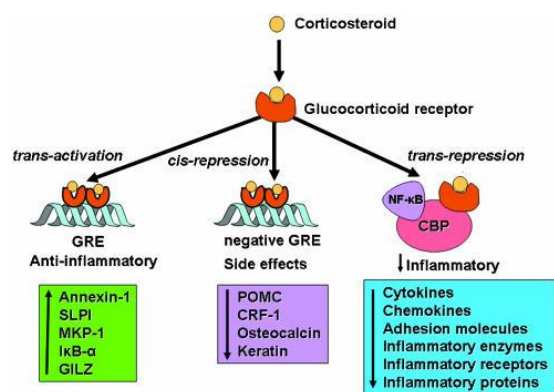 Corticosteroid
Glucocorticoid receptor
trans-activation
cis-repression
trans-repression
NF-κB
CBP
GRE
Anti-inflammatory
negative GRE
Side effects
↓ Inflammatory
Annexin-1
SLPI
MKP-1
IκB-α
GILZ
POMC
CRF-1
Osteocalcin
Keratin
Cytokines
Chemokines
Adhesion molecules
Inflammatory enzymes
Inflammatory receptors
Inflammatory proteins